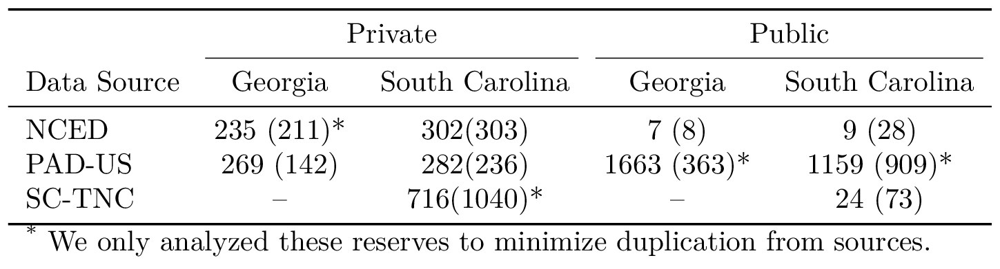 Private Public
Data Source Georgia South Carolina Georgia South Carolina
NCED 235 (211)* 302(303) 7 (8) 9 (28)
PAD-US 269 (142) 282(236) 1663 (363)* 1159 (909)*
SC-TNC – 716(1040)* – 24 (73)
* We only analyzed these reserves to minimize duplication from sources.